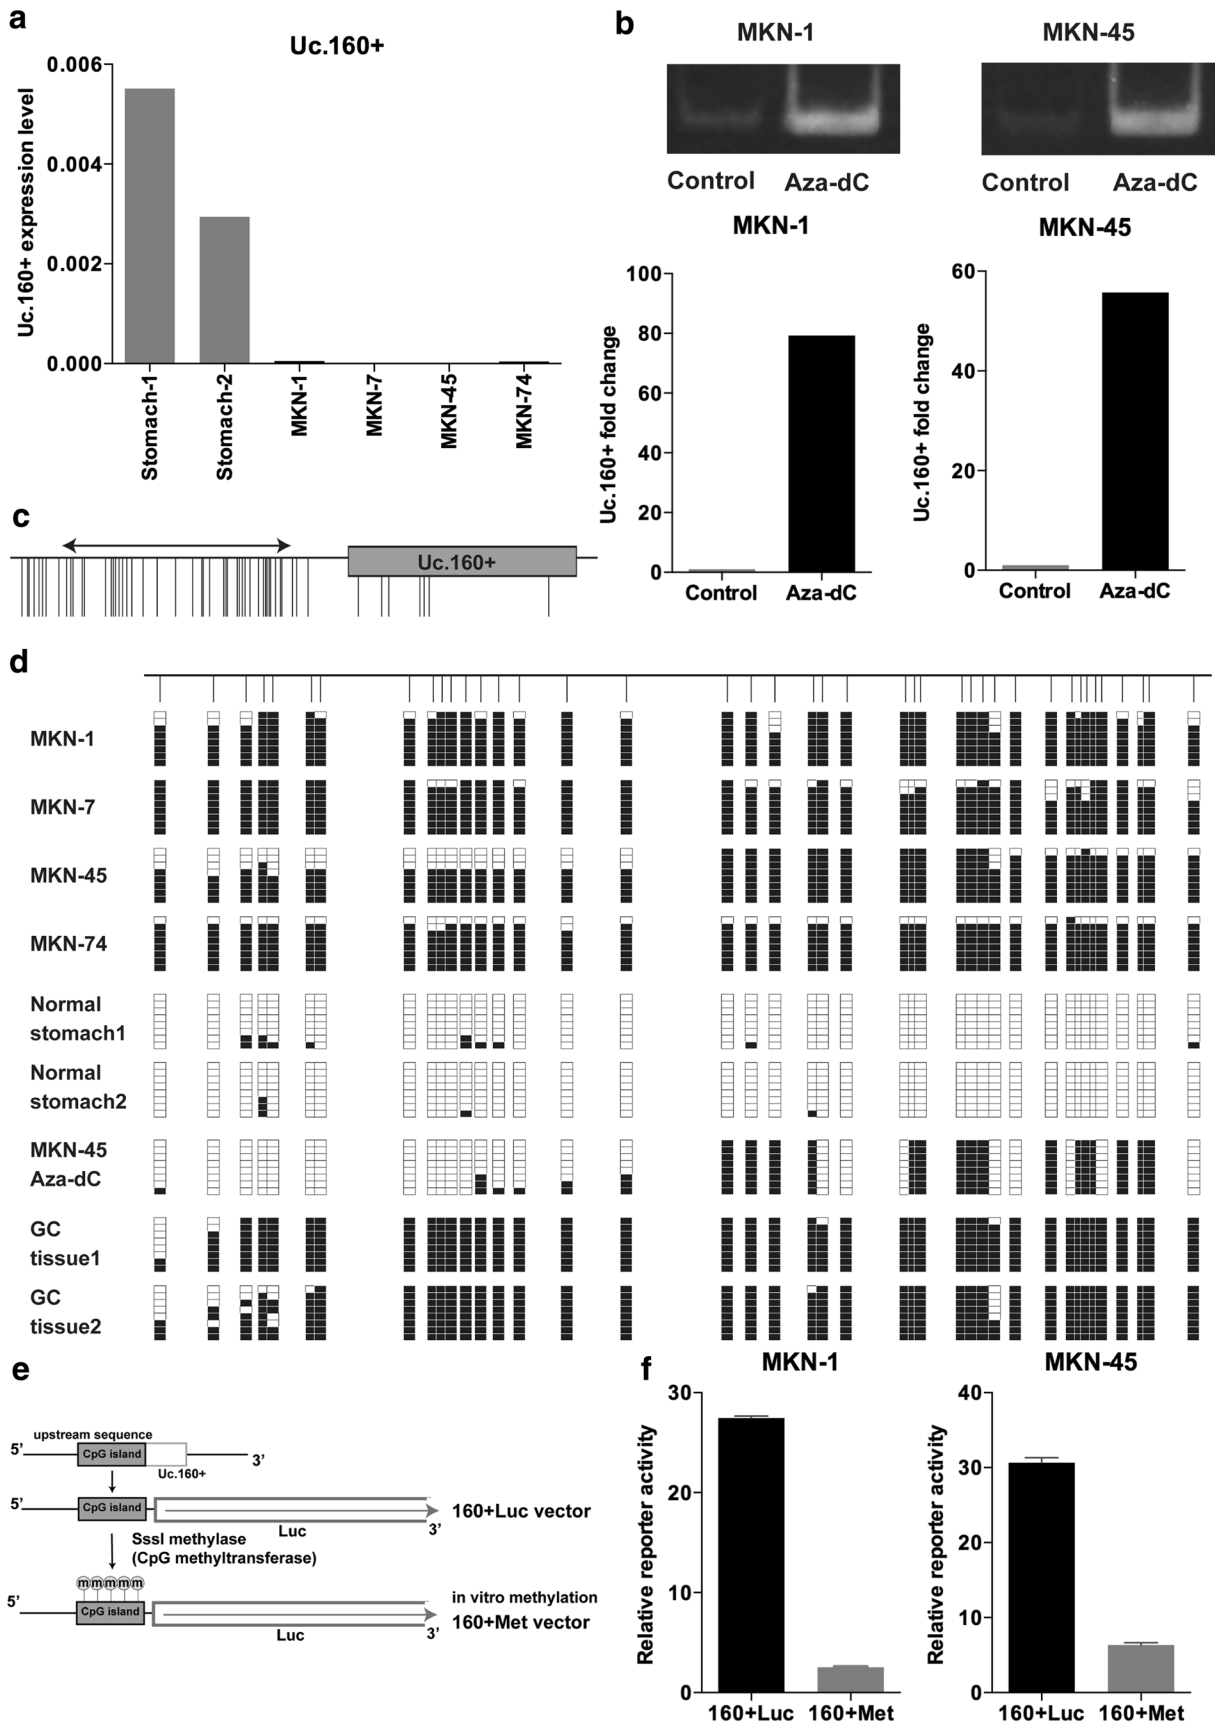 a
Uc.160+
Uc.160+ expression level
0.006
0.004
0.002
0.000
Stomach-1
Stomach-2
MKN-1
MKN-7
MKN-45
MKN-74
b
MKN-1
MKN-45
Control
Aza-dC
Control
Aza-dC
MKN-1
Uc.160+ fold change
100
80
60
40
20
0
Control
Aza-dC
MKN-45
Uc.160+ fold change
60
40
20
0
Control
Aza-dC
c
Uc.160+
d
MKN-1
MKN-7
MKN-45
MKN-74
Normal
stomach1
Normal
stomach2
MKN-45
Aza-dC
GC
tissue1
GC
tissue2
e
upstream sequence
5’
CpG island
3’
Uc.160+
5’
CpG island
160+Luc vector
Luc
3’
SssI methylase
(CpG methyltransferase)
m m m m m
in vitro methylation
5’
CpG island
160+Met vector
Luc
3’
f
MKN-1
Relative reporter activity
30
20
10
0
160+Luc
160+Met
MKN-45
Relative reporter activity
40
30
20
10
0
160+Luc
160+Met